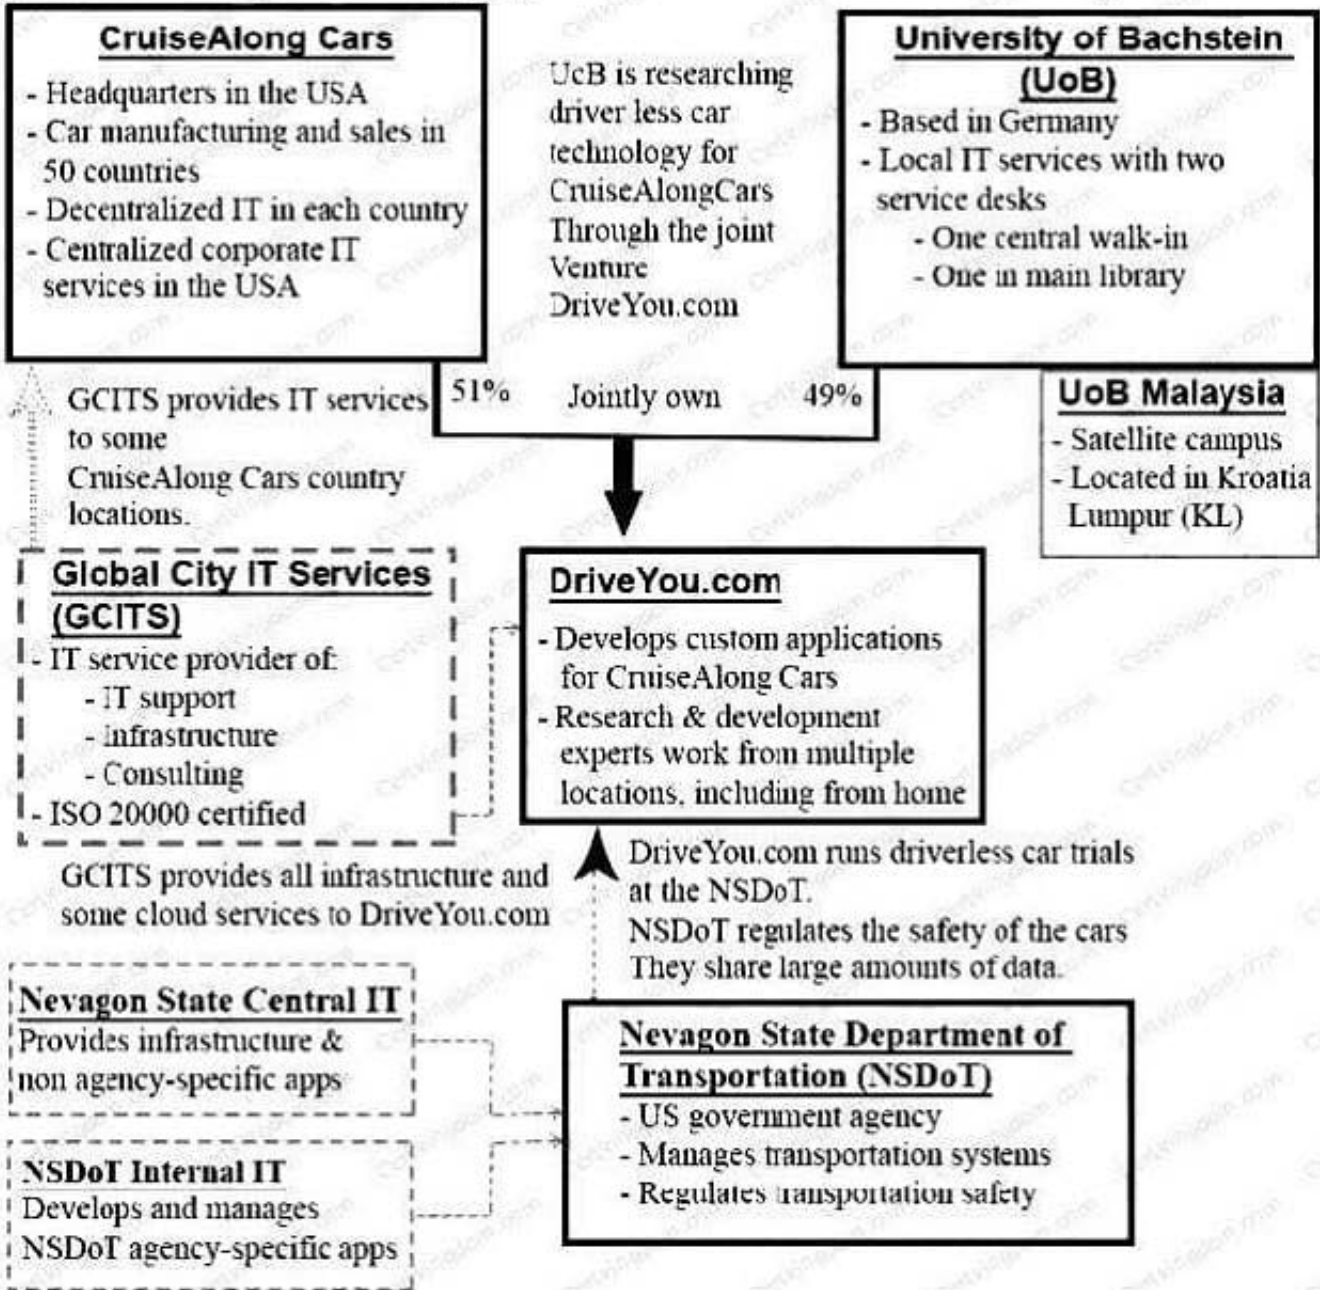 CruiseAlong Cars
- Headquarters in the USA
- Car manufacturing and sales in
50 countries
- Decentralized IT in each country
- Centralized corporate IT
services in the USA
UcB is researching
driver less car
technology for
CruiseAlongCars
Through the joint
Venture
DriveYou.com
University of Bachstein
(UoB)
- Based in Germany
- Local IT services with two
service desks
- One central walk-in
- One in main library
51% Jointly own 49%
UoB Malaysia
- Satellite campus
- Located in Kroatia
Lumpur (KL)
GCITS provides IT services
to some
CruiseAlong Cars country
locations.
Global City IT Services
(GCITS)
- IT service provider of:
- IT support
- Infrastructure
- Consulting
- ISO 20000 certified
DriveYou.com
- Develops custom applications
for CruiseAlong Cars
- Research & development
experts work from multiple
locations, including from home
GCITS provides all infrastructure and
some cloud services to DriveYou.com
DriveYou.com runs driverless car trials
at the NSDoT.
NSDoT regulates the safety of the cars
They share large amounts of data.
Nevagon State Central IT
Provides infrastructure &
non agency-specific apps
NSDoT Internal IT
Develops and manages
NSDoT agency-specific apps
Nevagon State Department of
Transportation (NSDoT)
- US government agency
- Manages transportation systems
- Regulates transportation safety